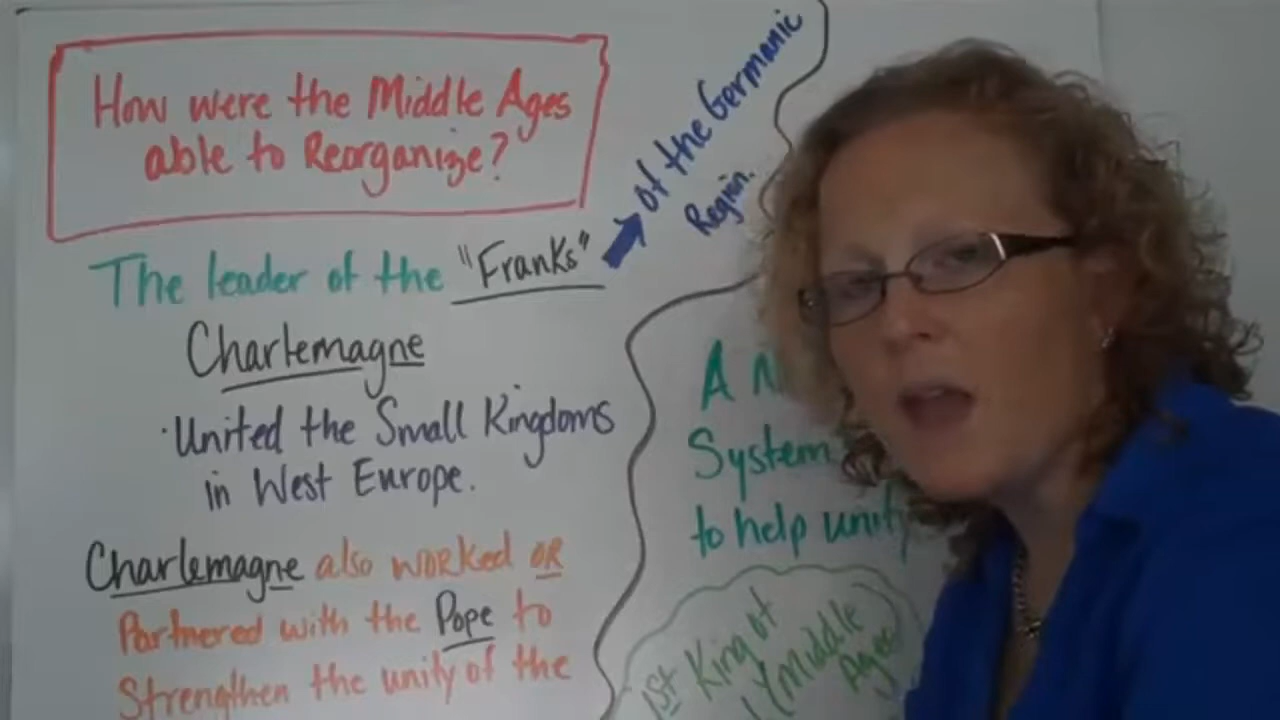 How were the Middle Ages
able to Reorganize?
The leader of the "Franks"
of the Germanic
Region.
Charlemagne
·United the Small Kingdoms
in West Europe.
Charlemagne also worked OR
Partnered with the Pope to
Strengthen the unity of the
A
System
to help unify
1st King of
(Middle
Ages